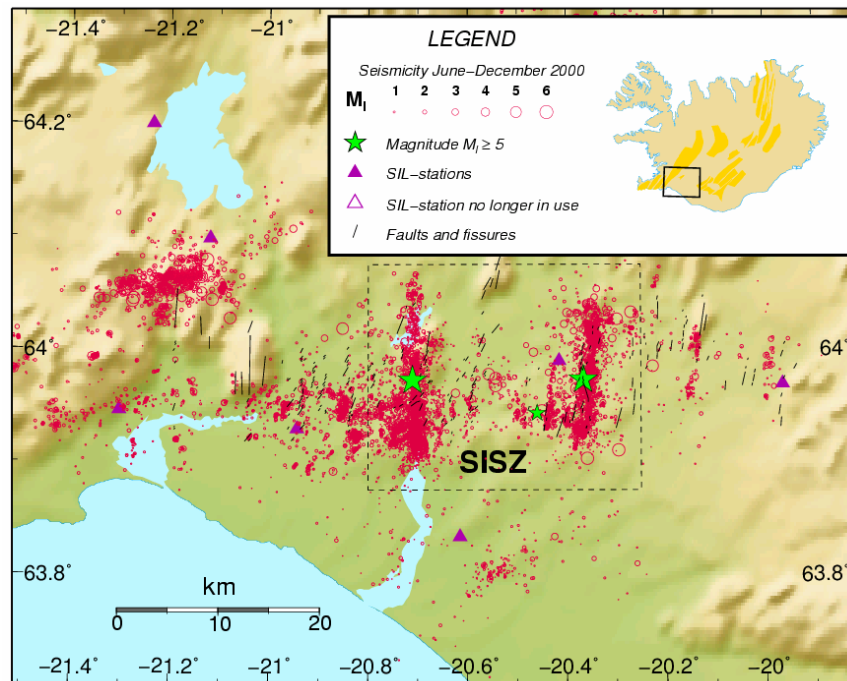 −21.4˚ −21.2˚ −21˚
LEGEND
Seismicity June−December 2000
1 2 3 4 5 6
Ml
Magnitude Ml ≥ 5
SIL−stations
SIL−station no longer in use
Faults and fissures
64.2˚
64˚ 64˚
SISZ
63.8˚ 63.8˚
km
0 10 20
−21.4˚ −21.2˚ −21˚ −20.8˚ −20.6˚ −20.4˚ −20.2˚ −20˚